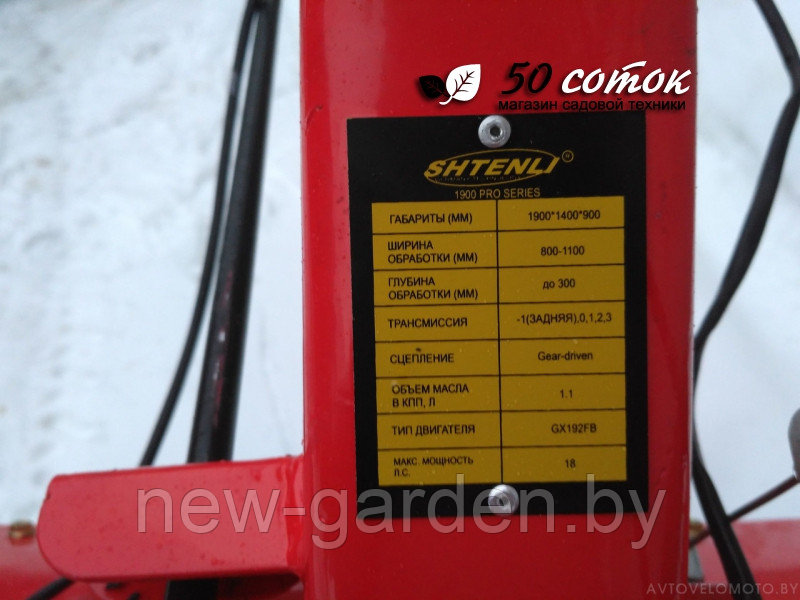 50 соток
магазин садовой техники
SHTENLI®
1900 PRO SERIES
ГАБАРИТЫ (ММ) 1900*1400*900
ШИРИНА
ОБРАБОТКИ (ММ) 800-1100
ГЛУБИНА
ОБРАБОТКИ (ММ) до 300
ТРАНСМИССИЯ -1(ЗАДНЯЯ),0,1,2,3
СЦЕПЛЕНИЕ Gear-driven
ОБЪЕМ МАСЛА
В КПП, Л 1.1
ТИП ДВИГАТЕЛЯ GX192FB
МАКС. МОЩНОСТЬ
Л.С. 18
new-garden.by
AVTOVELOMOTO.BY